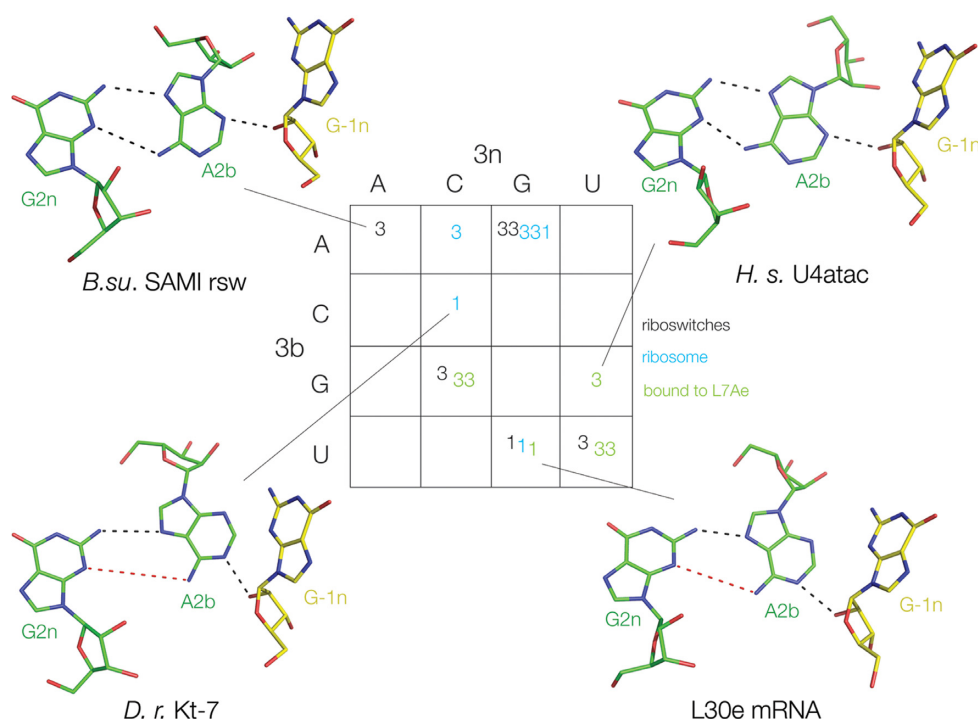 G2n
A2b
G-1n
B.su. SAMI rsw
G2n
A2b
G-1n
H. s. U4atac
3n
A C G U
A 3 3 33331
C 1
3b
G 3 33 3
U 111 3 33
riboswitches
ribosome
bound to L7Ae
G2n
A2b
G-1n
D. r. Kt-7
G2n
A2b
G-1n
L30e mRNA